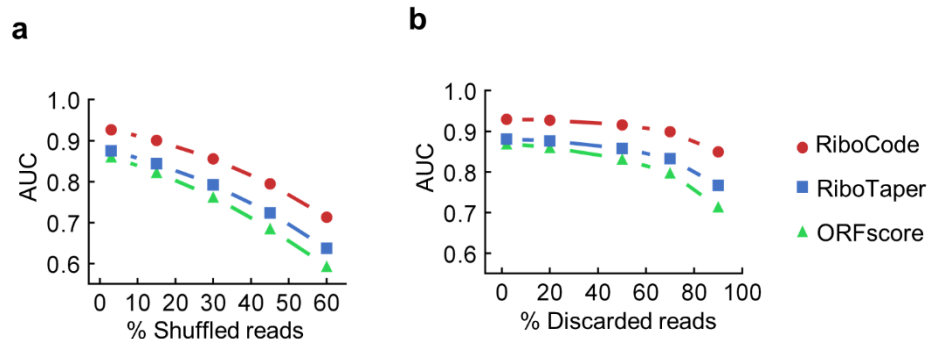 a
AUC
1.0
0.9
0.8
0.7
0.6
0 10 20 30 40 50 60
% Shuffled reads
b
AUC
1.0
0.9
0.8
0.7
0.6
0 20 40 60 80 100
% Discarded reads
RiboCode
RiboTaper
ORFscore